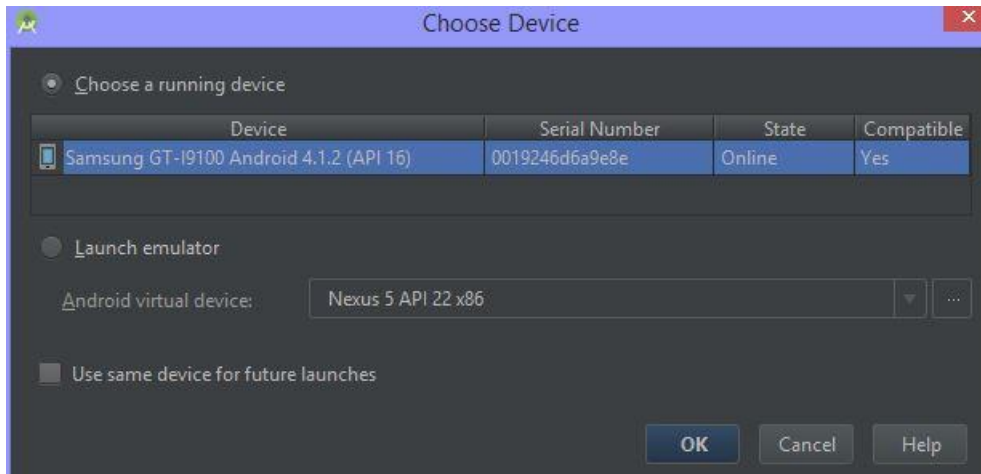 Choose Device
Choose a running device
Device Serial Number State Compatible
Samsung GT-I9100 Android 4.1.2 (API 16) 0019246d6a9e8e Online Yes
Launch emulator
Android virtual device: Nexus 5 API 22 x86 ...
Use same device for future launches
OK Cancel Help